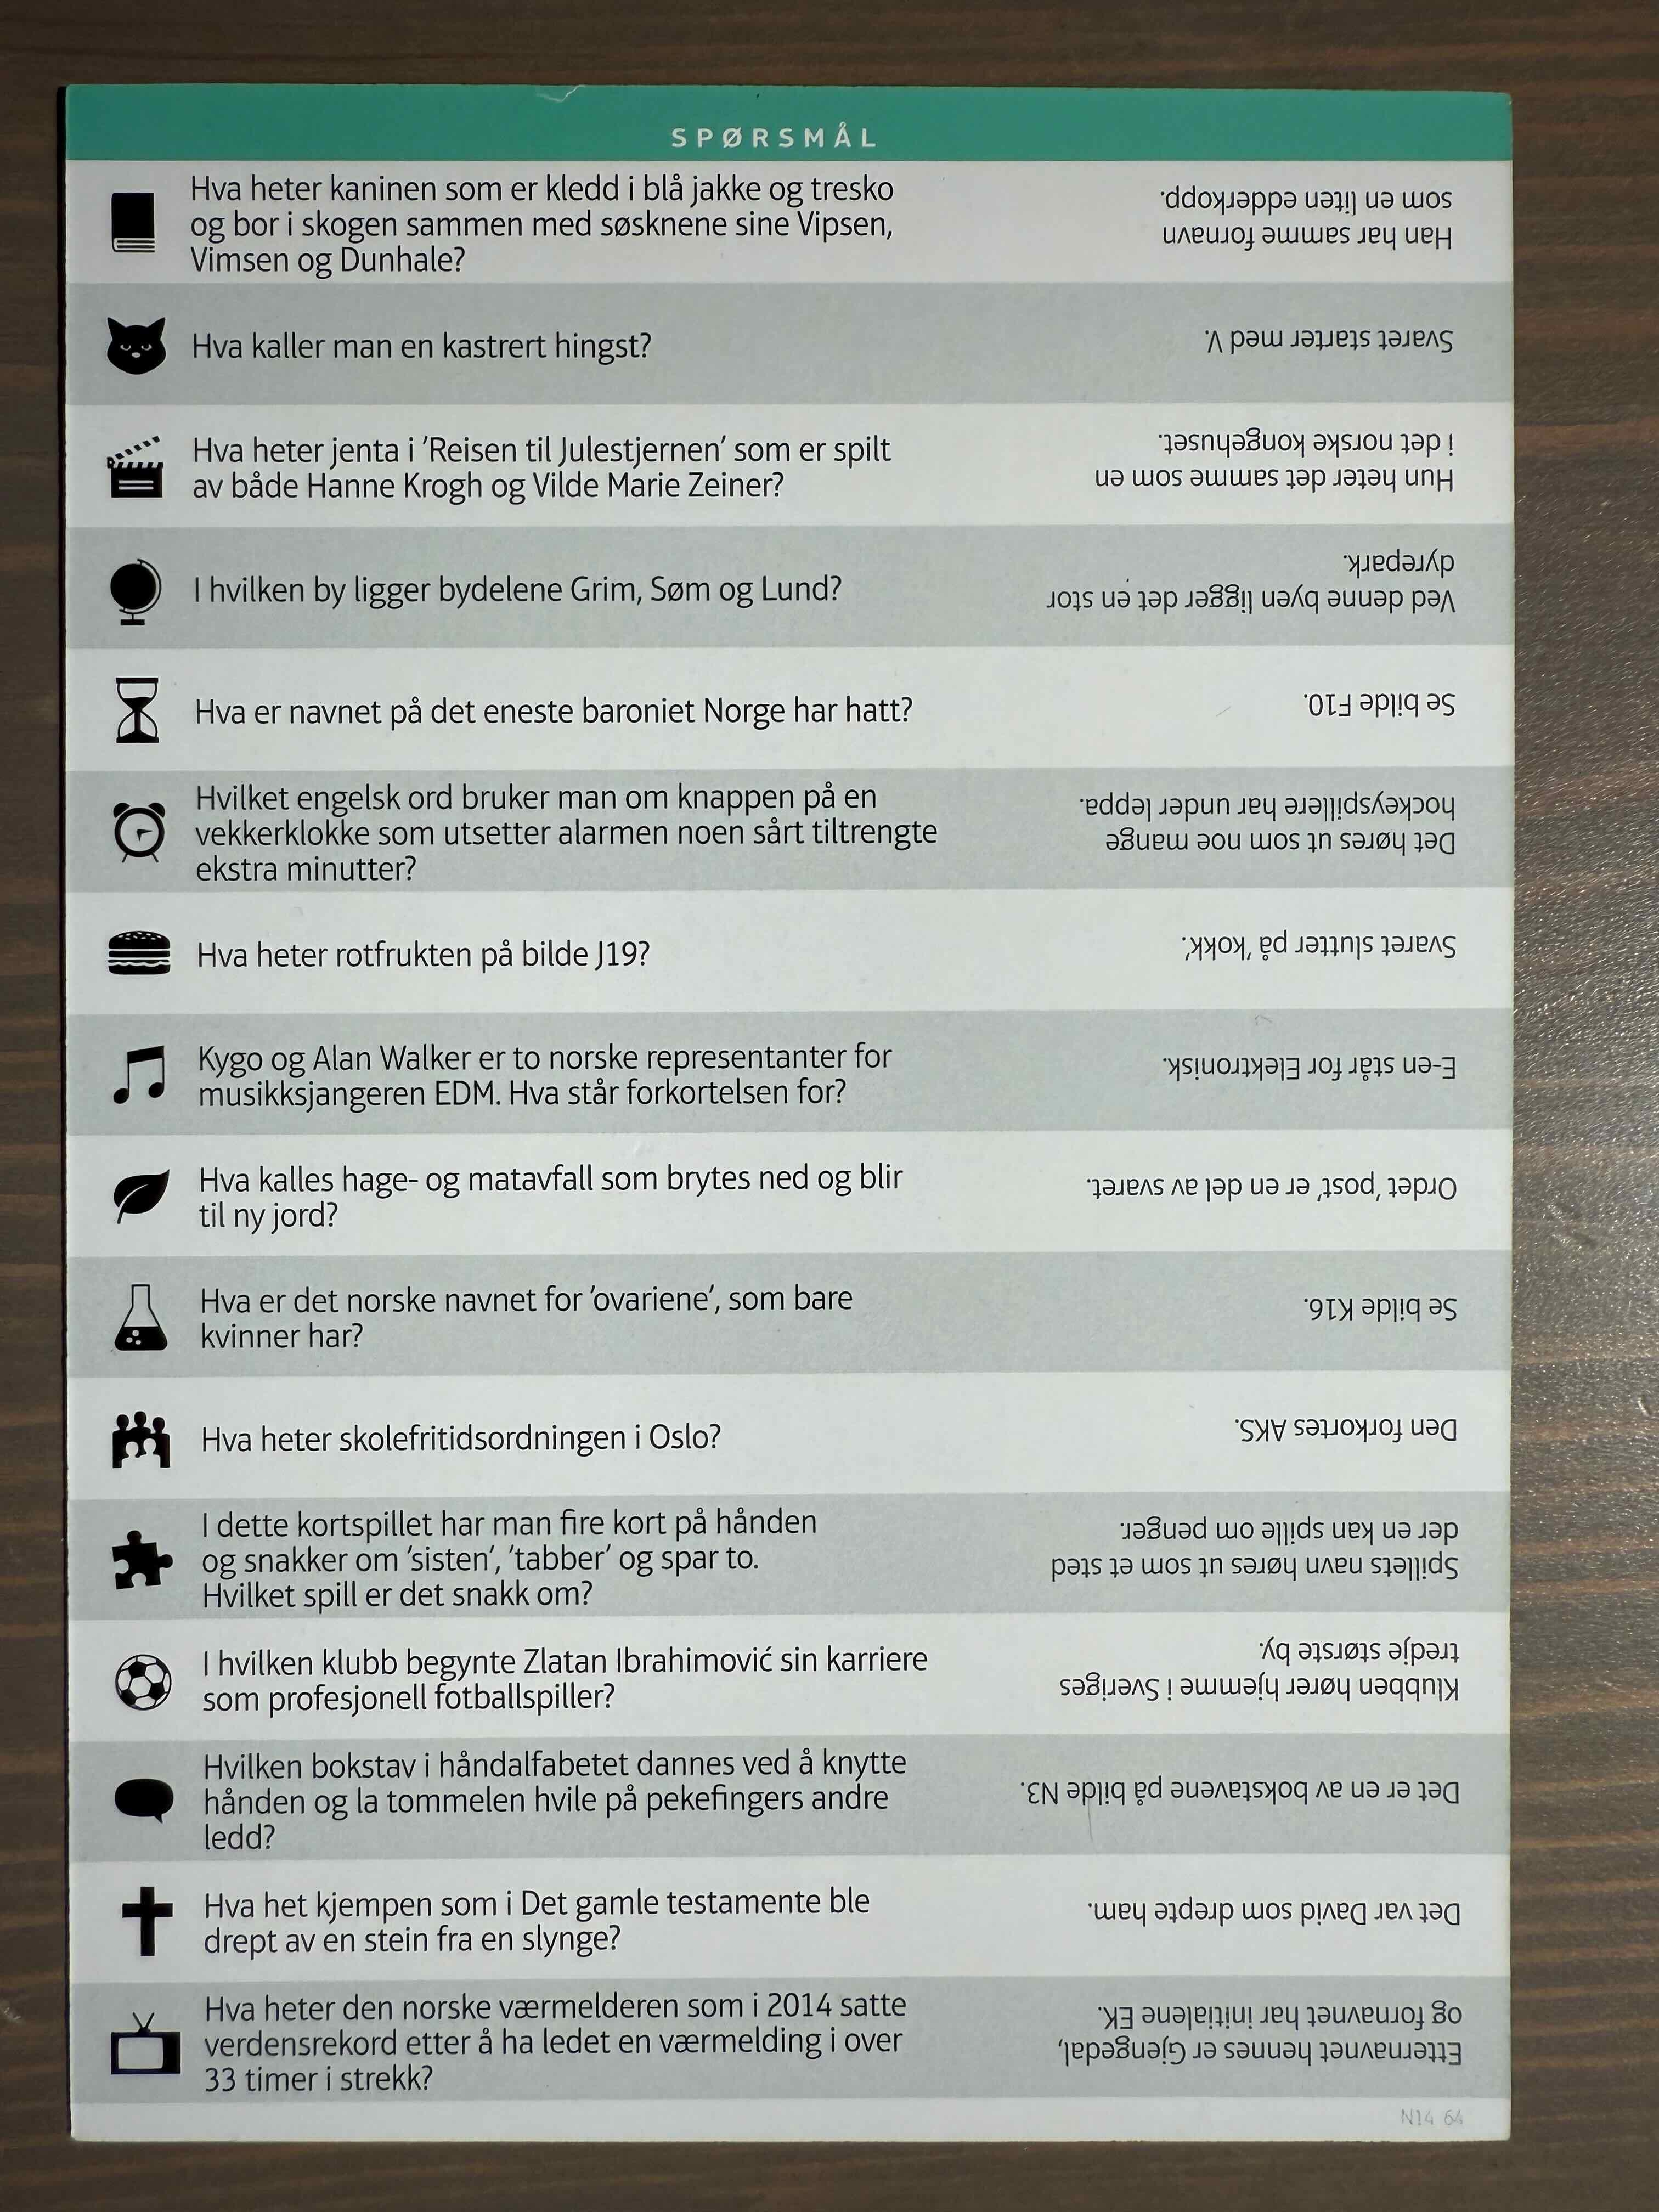 SPØRSMÅL
Hva heter kaninen som er kledd i blå jakke og tresko
og bor i skogen sammen med søsknene sine Vipsen,
Vimsen og Dunhale?
Han har samme fornavn
som en liten edderkopp.
Hva kaller man en kastrert hingst?
Svaret starter med V.
Hva heter jenta i ’Reisen til Julestjernen’ som er spilt
av både Hanne Krogh og Vilde Marie Zeiner?
Hun heter det samme som en
i det norske kongehuset.
I hvilken by ligger bydelene Grim, Søm og Lund?
Ved denne byen ligger det en stor
dyrepark.
Hva er navnet på det eneste baroniet Norge har hatt?
Se bilde F10.
Hvilket engelsk ord bruker man om knappen på en
vekkerklokke som utsetter alarmen noen sårt tiltrengte
ekstra minutter?
Det høres ut som noe mange
hockeyspillere har under leppa.
Hva heter rotfrukten på bilde J19?
Svaret slutter på ’kokk’.
Kygo og Alan Walker er to norske representanter for
musikksjangeren EDM. Hva står forkortelsen for?
E-en står for Elektronisk.
Hva kalles hage- og matavfall som brytes ned og blir
til ny jord?
Ordet ’post’ er en del av svaret.
Hva er det norske navnet for ’ovariene’, som bare
kvinner har?
Se bilde K16.
Hva heter skolefritidsordningen i Oslo?
Den forkortes AKS.
I dette kortspillet har man fire kort på hånden
og snakker om ’sisten’, ’tabber’ og spar to.
Hvilket spill er det snakk om?
Spillets navn høres ut som et sted
der en kan spille om penger.
I hvilken klubb begynte Zlatan Ibrahimović sin karriere
som profesjonell fotballspiller?
Klubben hører hjemme i Sveriges
tredje største by.
Hvilken bokstav i håndalfabetet dannes ved å knytte
hånden og la tommelen hvile på pekefingers andre
ledd?
Det er en av bokstavene på bilde N3.
Hva het kjempen som i Det gamle testamente ble
drept av en stein fra en slynge?
Det var David som drepte ham.
Hva heter den norske værmelderen som i 2014 satte
verdensrekord etter å ha ledet en værmelding i over
33 timer i strekk?
Etternavnet hennes er Gjengedal,
og fornavnet har initialene EK.
N14 64